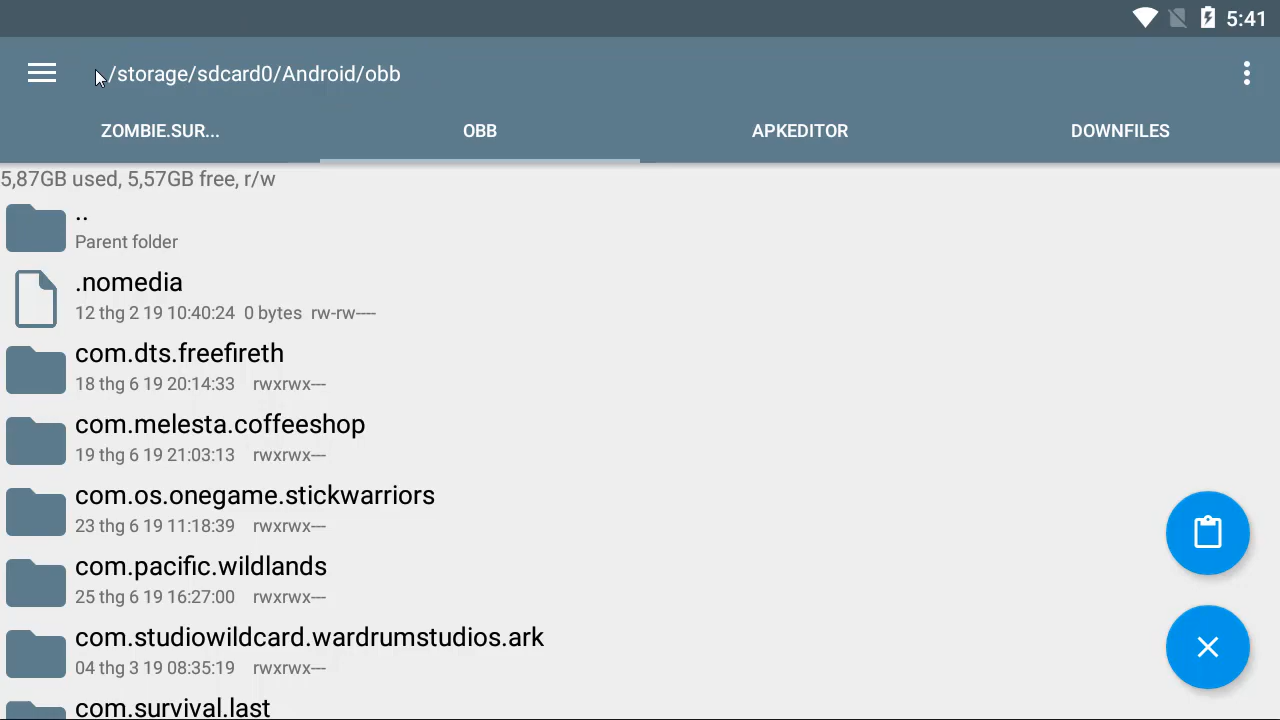 5:41
/storage/sdcard0/Android/obb
ZOMBIE.SUR...
OBB
APKEDITOR
DOWNFILES
5,87GB used, 5,57GB free, r/w
..
Parent folder
.nomedia
12 thg 2 19 10:40:24 0 bytes rw-rw----
com.dts.freefireth
18 thg 6 19 20:14:33 rwxrwx---
com.melesta.coffeeshop
19 thg 6 19 21:03:13 rwxrwx---
com.os.onegame.stickwarriors
23 thg 6 19 11:18:39 rwxrwx---
com.pacific.wildlands
25 thg 6 19 16:27:00 rwxrwx---
com.studiowildcard.wardrumstudios.ark
04 thg 3 19 08:35:19 rwxrwx---
com.survival.last